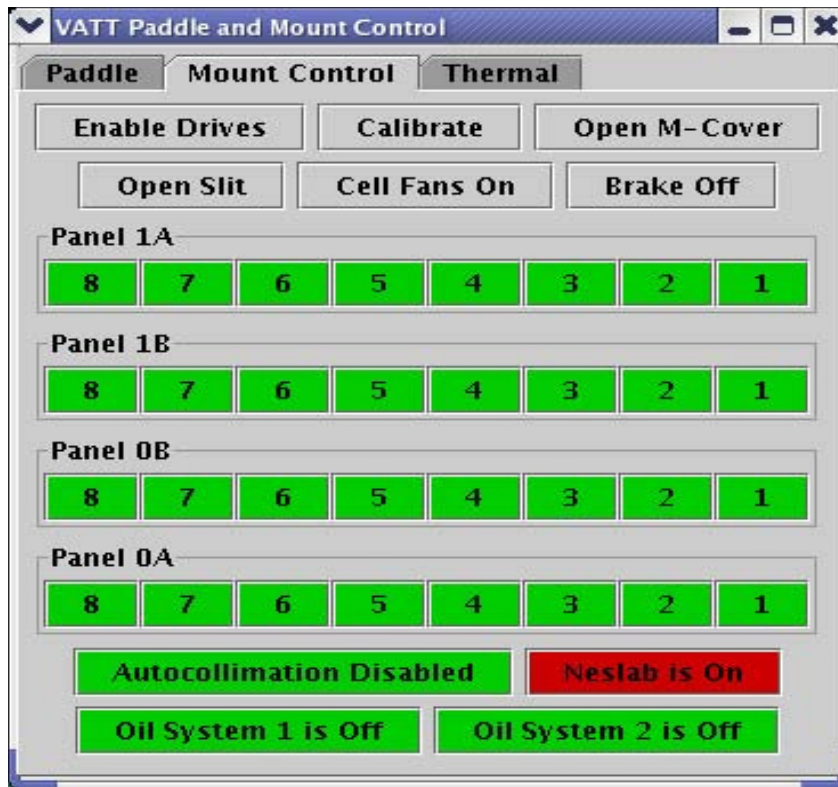 VATT Paddle and Mount Control
Paddle Mount Control Thermal
Enable Drives Calibrate Open M-Cover
Open Slit Cell Fans On Brake Off
Panel 1A
8 7 6 5 4 3 2 1
Panel 1B
8 7 6 5 4 3 2 1
Panel 0B
8 7 6 5 4 3 2 1
Panel 0A
8 7 6 5 4 3 2 1
Autocollimation Disabled Neslab is On
Oil System 1 is Off Oil System 2 is Off